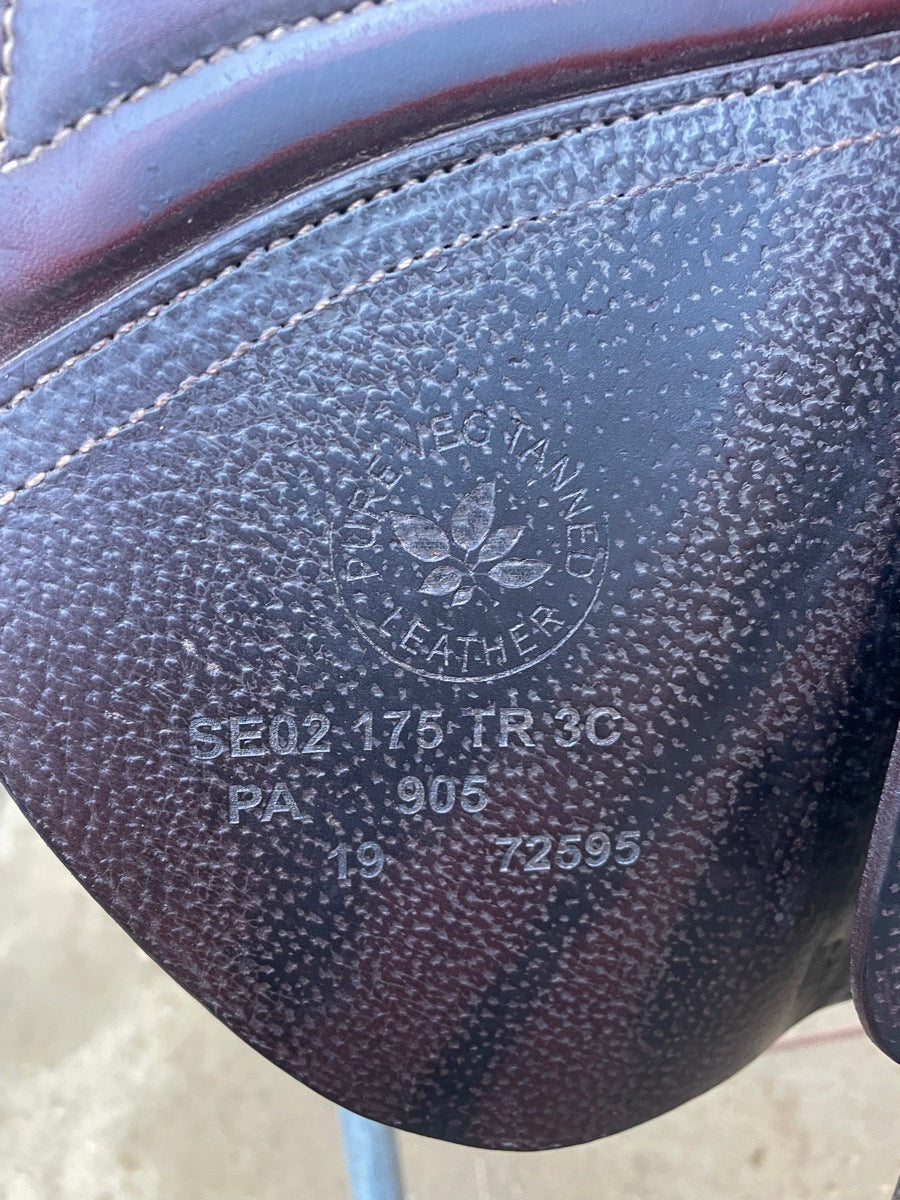 PURE VEG TANNED
LEATHER
SE02 175 TR 3C
PA 905
19 72595